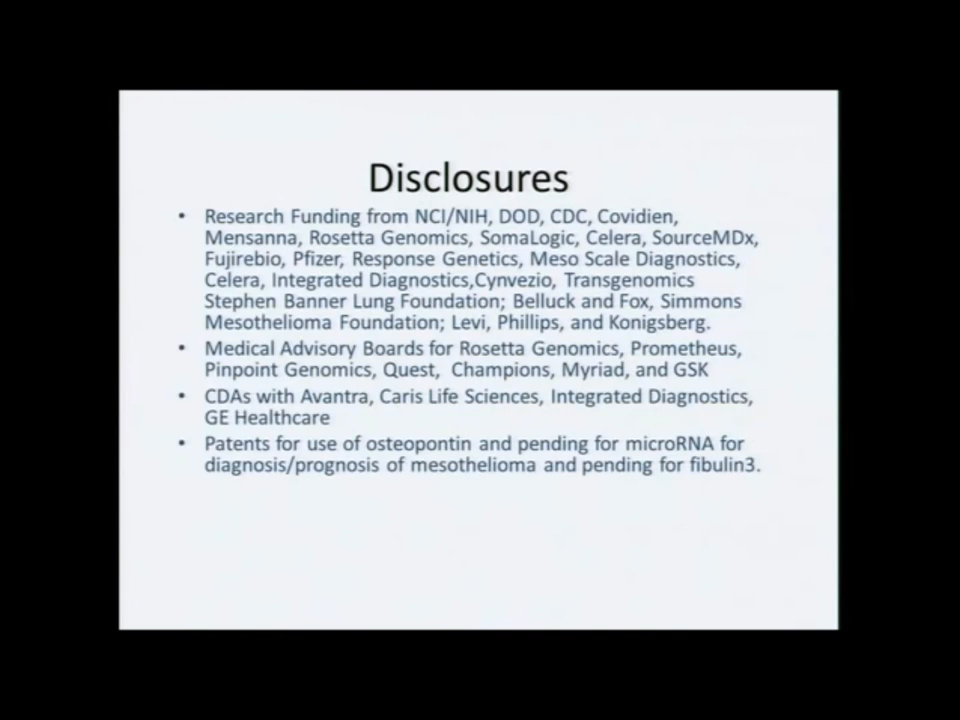 Disclosures
• Research Funding from NCI/NIH, DOD, CDC, Covidien,
Mensanna, Rosetta Genomics, SomaLogic, Celera, SourceMDx,
Fujirebio, Pfizer, Response Genetics, Meso Scale Diagnostics,
Celera, Integrated Diagnostics,Cynvezio, Transgenomics
Stephen Banner Lung Foundation; Belluck and Fox, Simmons
Mesothelioma Foundation; Levi, Phillips, and Konigsberg.
• Medical Advisory Boards for Rosetta Genomics, Prometheus,
Pinpoint Genomics, Quest, Champions, Myriad, and GSK
• CDAs with Avantra, Caris Life Sciences, Integrated Diagnostics,
GE Healthcare
• Patents for use of osteopontin and pending for microRNA for
diagnosis/prognosis of mesothelioma and pending for fibulin3.